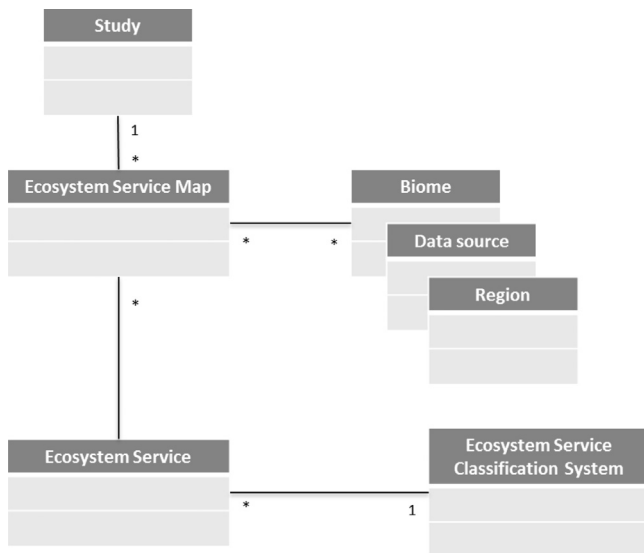 Study
1
*
Ecosystem Service Map
Biome
*
*
Data source
Region
*
Ecosystem Service
Ecosystem Service
Classification System
*
1